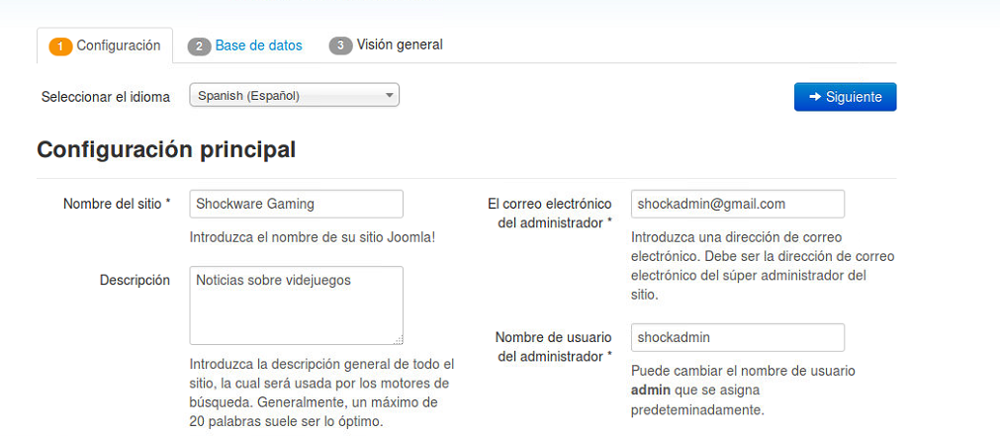 1 Configuración 2 Base de datos 3 Visión general
Seleccionar el idioma Spanish (Español) Siguiente
Configuración principal
Nombre del sitio * Shockware Gaming
Introduzca el nombre de su sitio Joomla!
Descripción Noticias sobre videjuegos
Introduzca la descripción general de todo el
sitio, la cual será usada por los motores de
búsqueda. Generalmente, un máximo de
20 palabras suele ser lo óptimo.
El correo electrónico
del administrador *
shockadmin@gmail.com
Introduzca una dirección de correo
electrónico. Debe ser la dirección de correo
electrónico del súper administrador del
sitio.
Nombre de usuario
del administrador *
shockadmin
Puede cambiar el nombre de usuario
admin que se asigna
predeteminadamente.